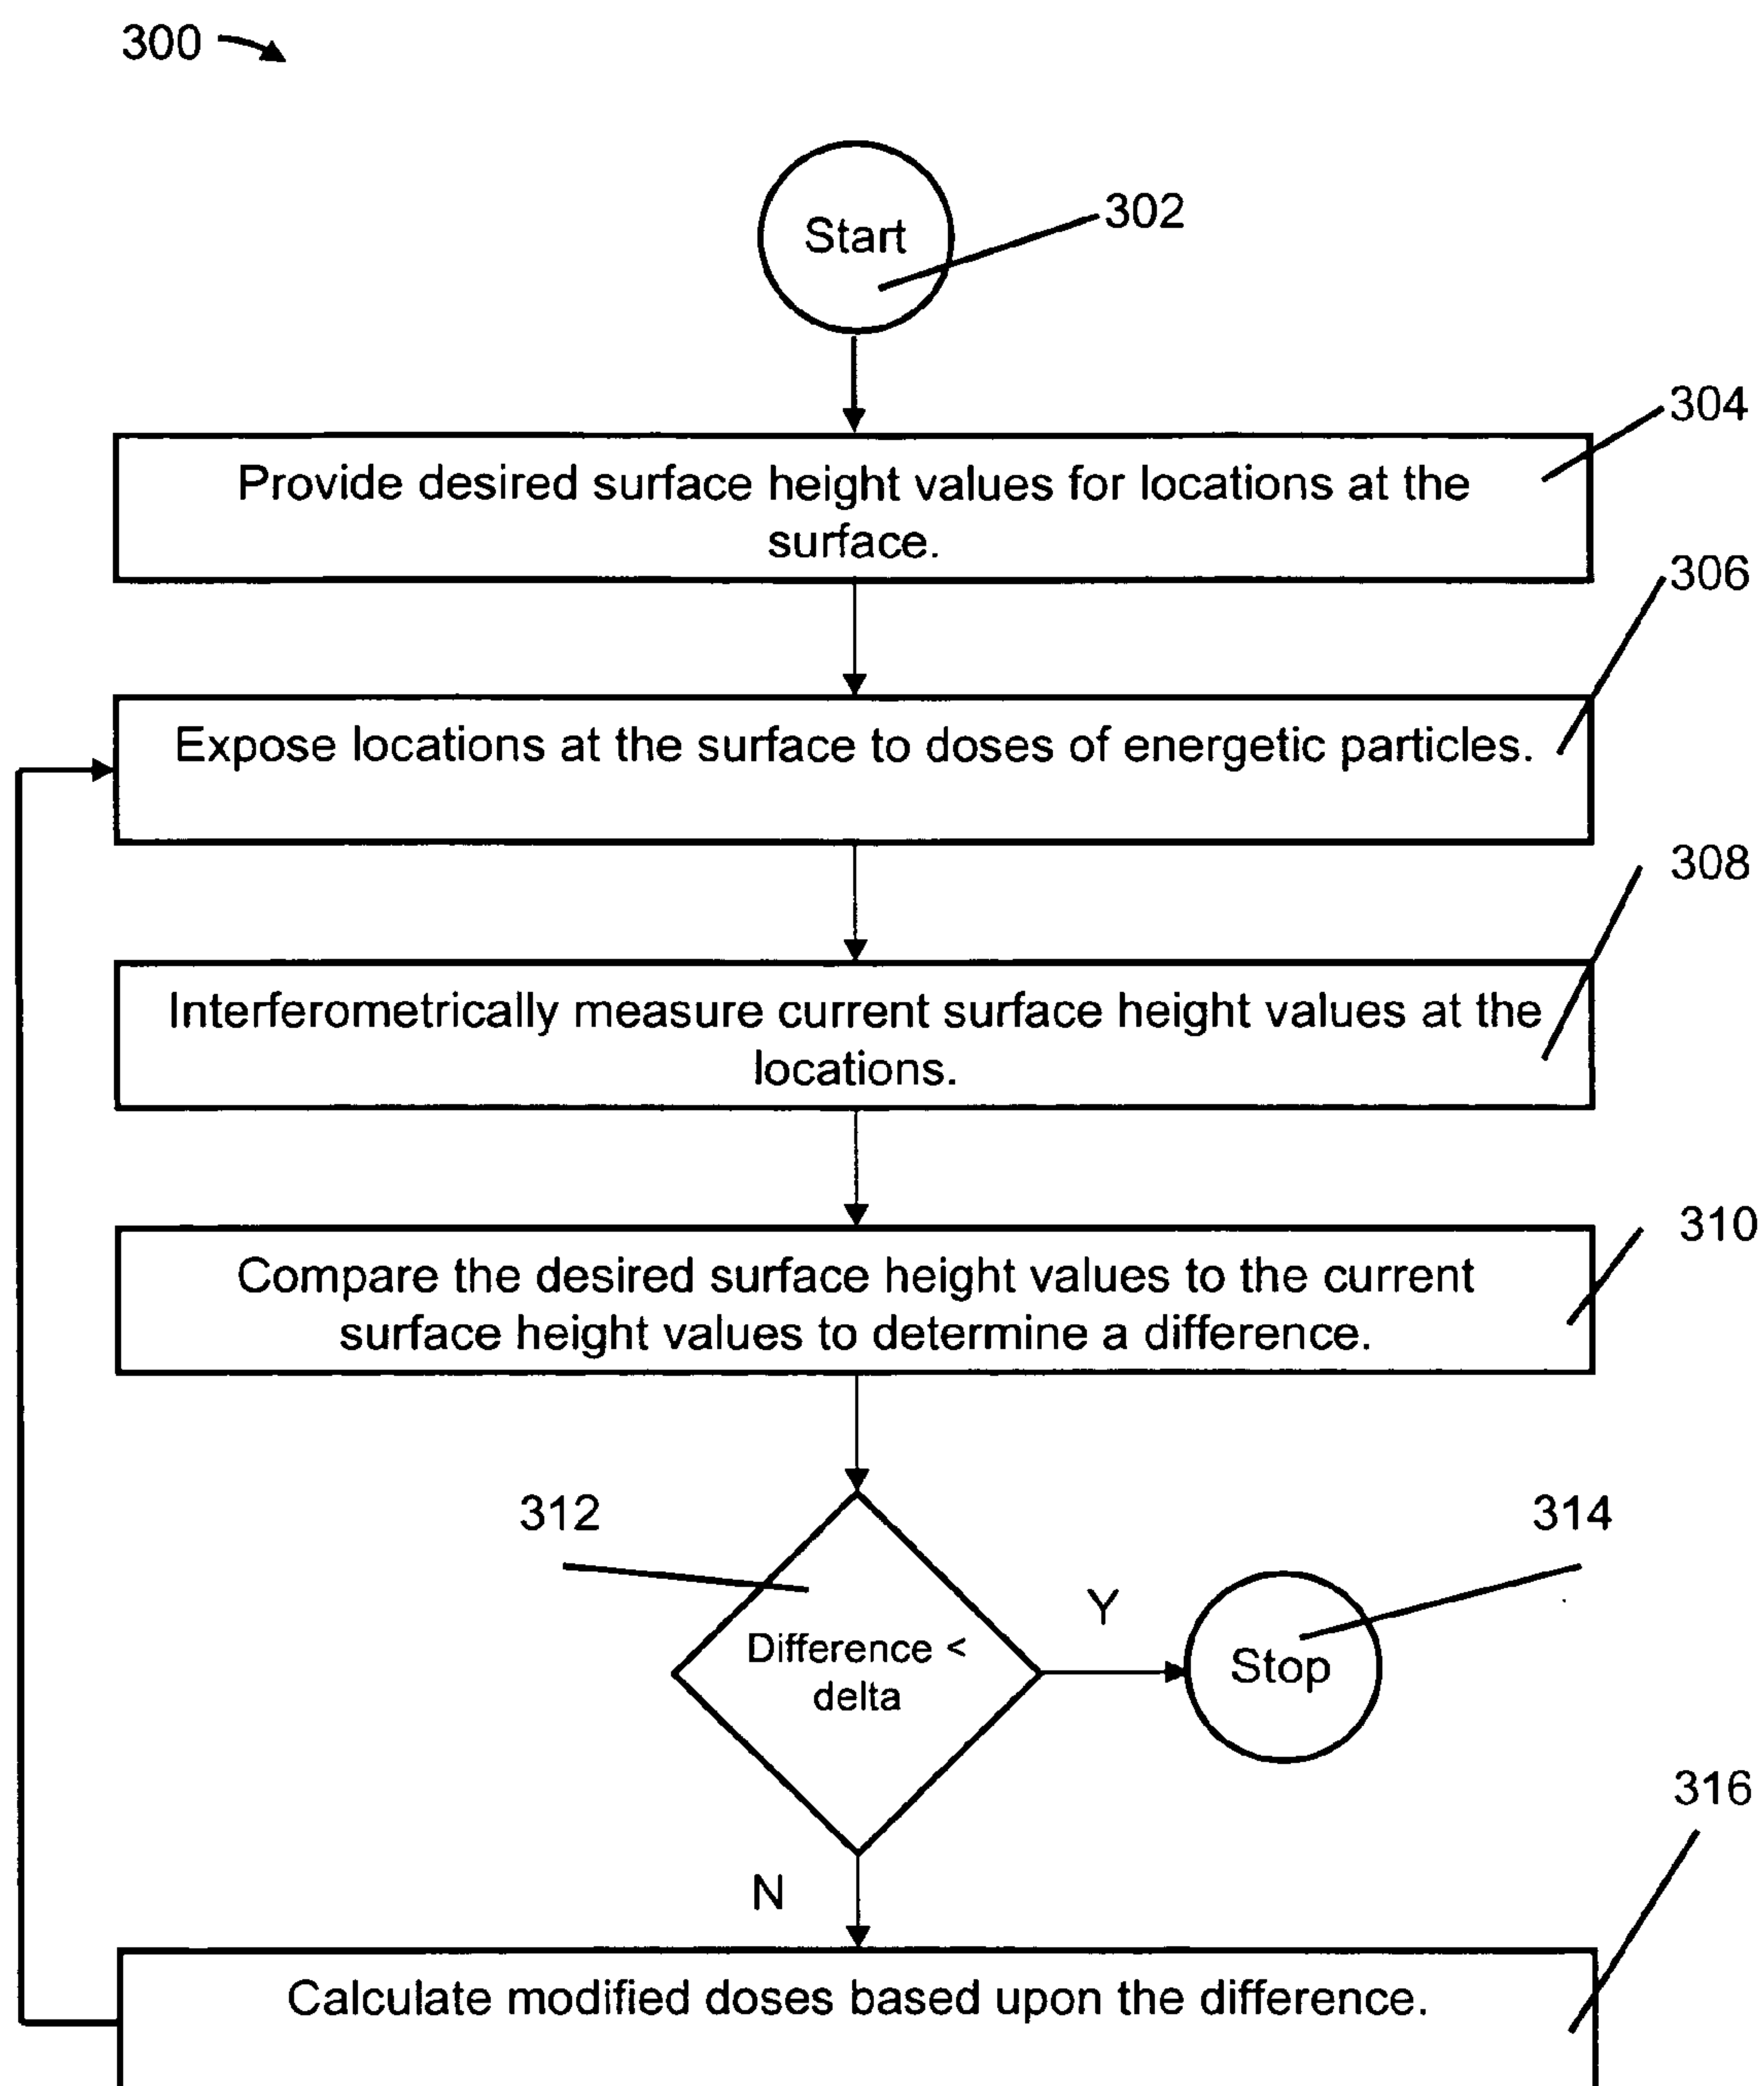 300
Start
302
304
Provide desired surface height values for locations at the
surface.
306
Expose locations at the surface to doses of energetic particles.
308
Interferometrically measure current surface height values at the
locations.
310
Compare the desired surface height values to the current
surface height values to determine a difference.
312
314
Y
Difference <
delta
Stop
316
N
Calculate modified doses based upon the difference.